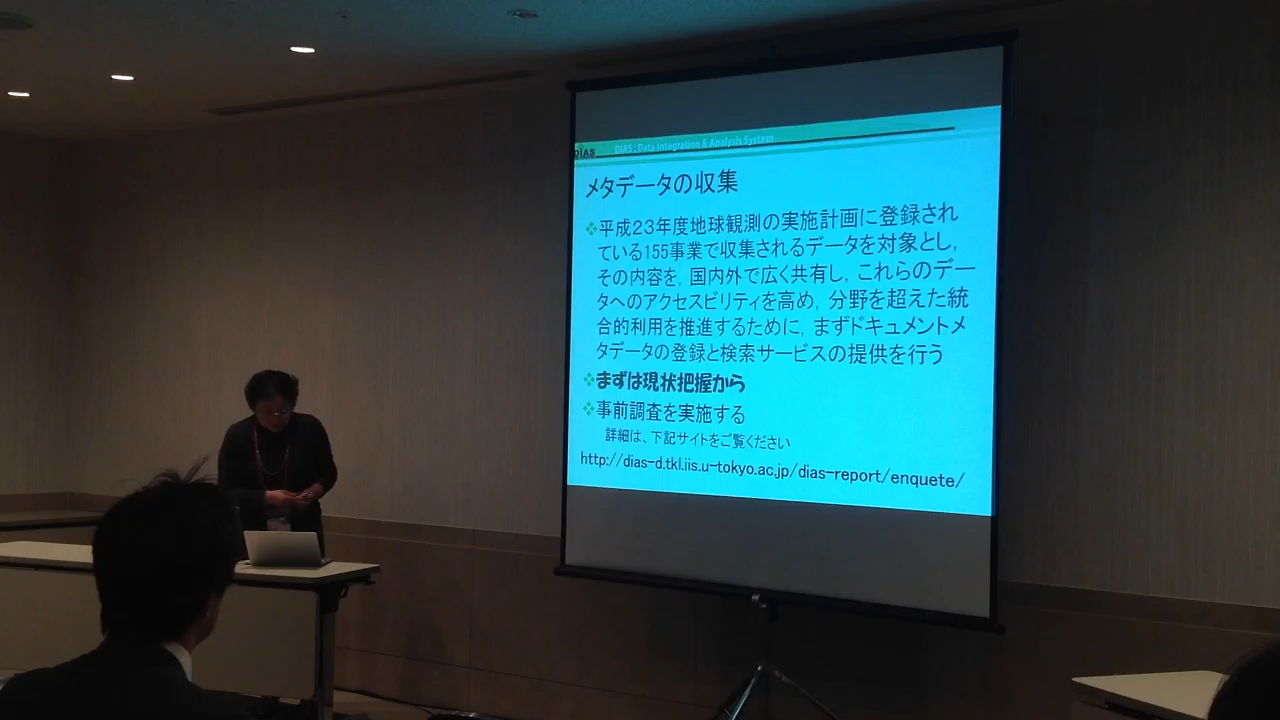 DIAS
DIAS - Data Integration & Analysis System
メタデータの収集
平成23年度地球観測の実施計画に登録され
ている155事業で収集されるデータを対象とし,
その内容を, 国内外で広く共有し, これらのデー
タへのアクセスビリティを高め, 分野を超えた統
合的利用を推進するために, まずドキュメントメ
タデータの登録と検索サービスの提供を行う
まずは現状把握から
事前調査を実施する
詳細は、下記サイトをご覧ください
http://dias-d.tkl.iis.u-tokyo.ac.jp/dias-report/enquete/